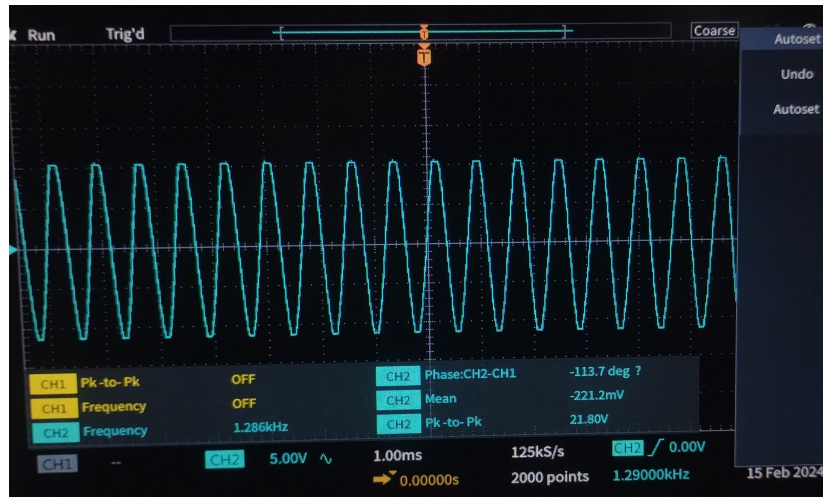 Run Trig'd T Coarse
Autoset
T
Undo
Autoset
CH1 Pk-to-Pk OFF CH2 Phase:CH2-CH1 -113.7 deg ?
CH1 Frequency OFF CH2 Mean -221.2mV
CH2 Frequency 1.286kHz CH2 Pk-to-Pk 21.80V
CH1 -- CH2 5.00V 1.00ms 125kS/s CH2 0.00V
0.00000s 2000 points 1.29000kHz 15 Feb 2024